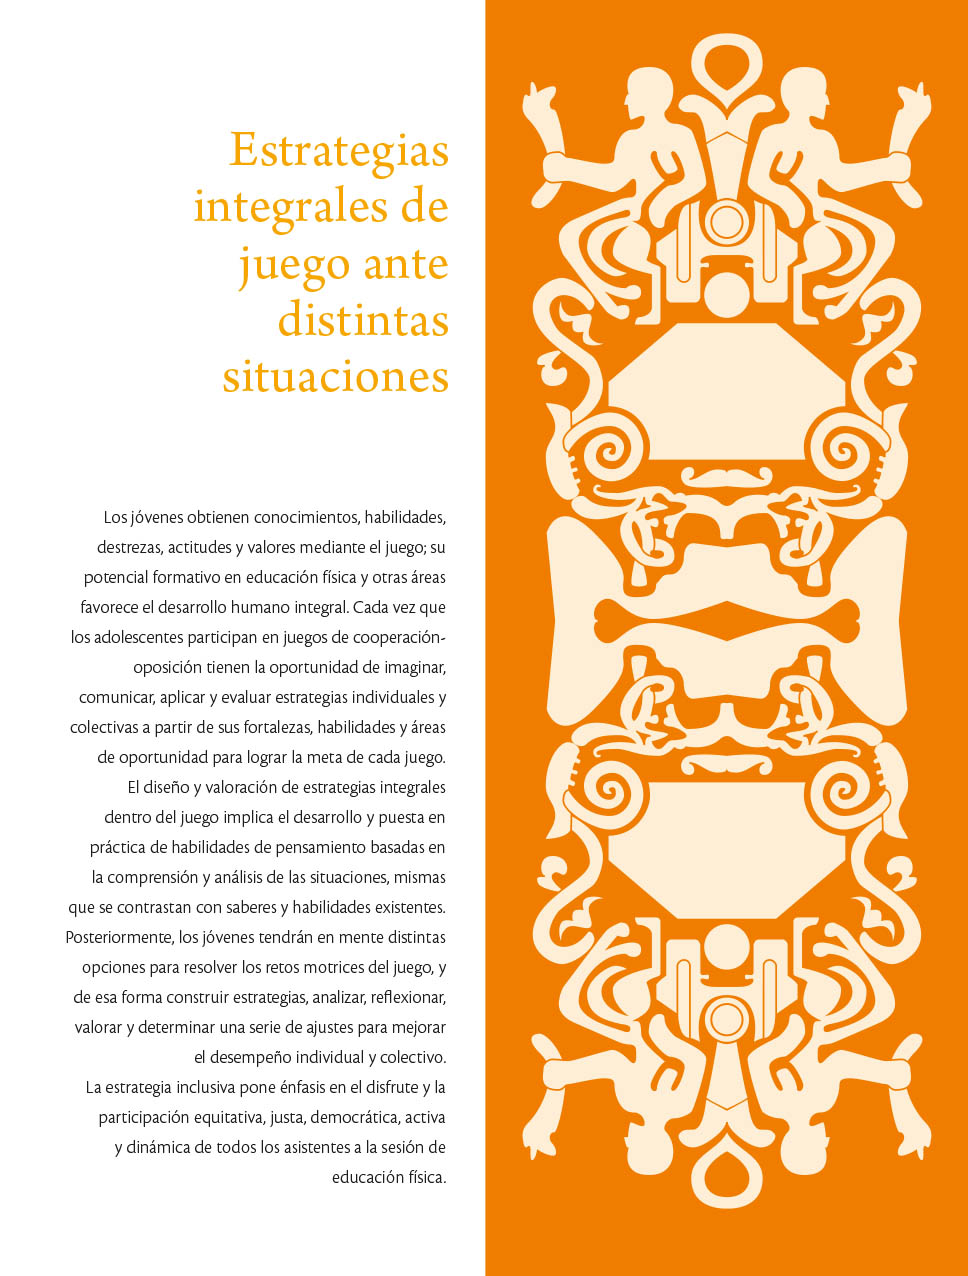 Estrategias
integrales de
juego ante
distintas
situaciones
Los jóvenes obtienen conocimientos, habilidades,
destrezas, actitudes y valores mediante el juego; su
potencial formativo en educación física y otras áreas
favorece el desarrollo humano integral. Cada vez que
los adolescentes participan en juegos de cooperación-
oposición tienen la oportunidad de imaginar,
comunicar, aplicar y evaluar estrategias individuales y
colectivas a partir de sus fortalezas, habilidades y áreas
de oportunidad para lograr la meta de cada juego.
El diseño y valoración de estrategias integrales
dentro del juego implica el desarrollo y puesta en
práctica de habilidades de pensamiento basadas en
la comprensión y análisis de las situaciones, mismas
que se contrastan con saberes y habilidades existentes.
Posteriormente, los jóvenes tendrán en mente distintas
opciones para resolver los retos motrices del juego, y
de esa forma construir estrategias, analizar, reflexionar,
valorar y determinar una serie de ajustes para mejorar
el desempeño individual y colectivo.
La estrategia inclusiva pone énfasis en el disfrute y la
participación equitativa, justa, democrática, activa
y dinámica de todos los asistentes a la sesión de
educación física.